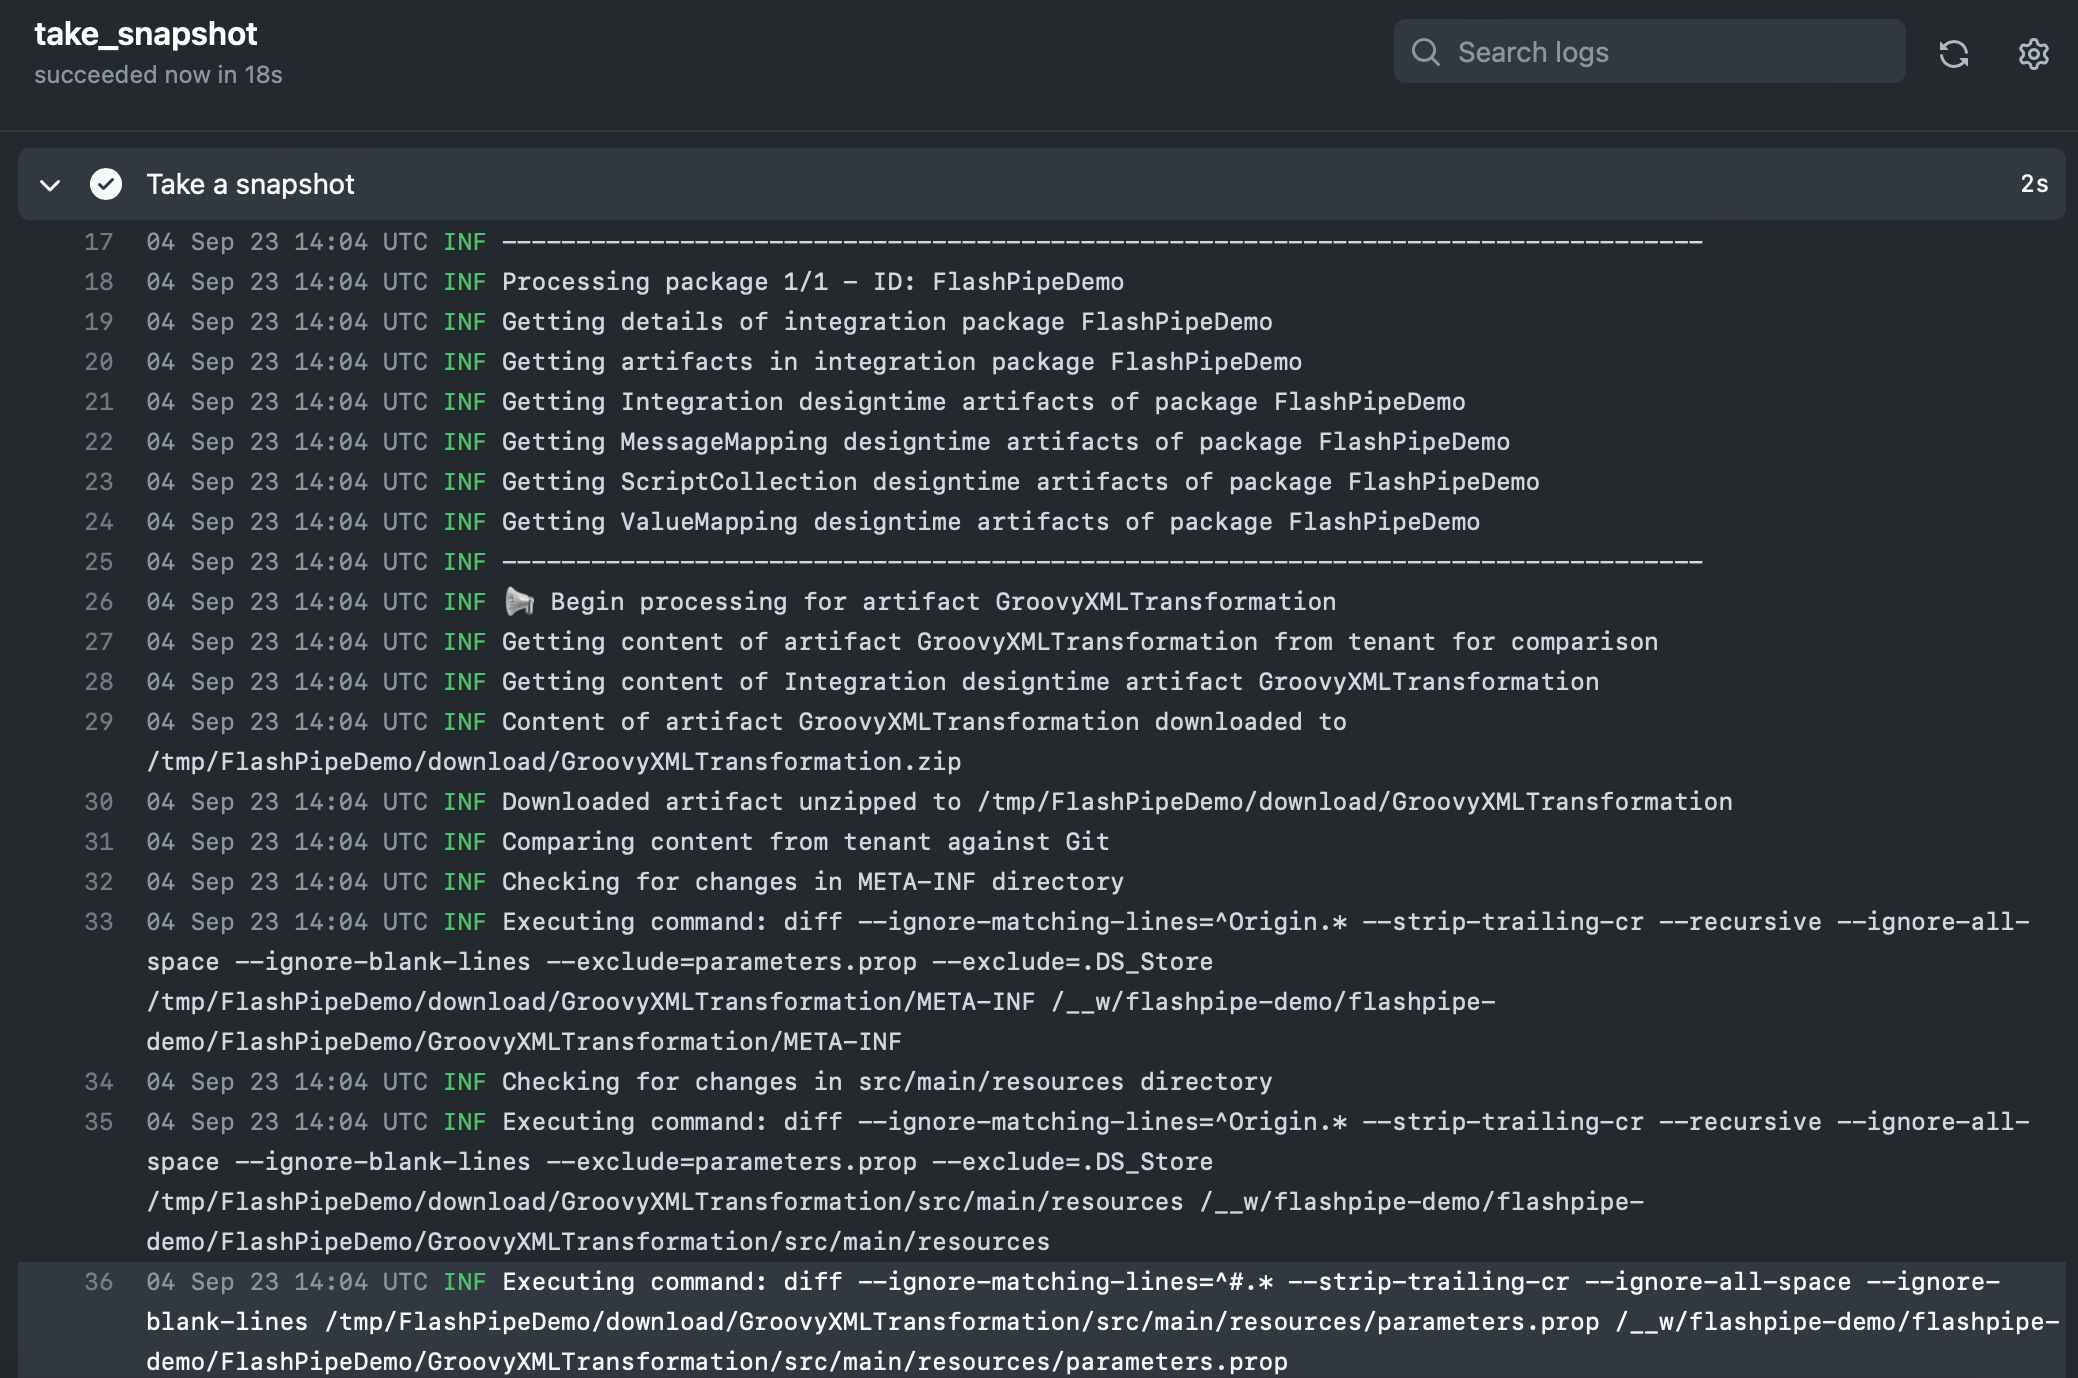 take_snapshot
succeeded now in 18s
Search logs
Take a snapshot
2s
17 04 Sep 23 14:04 UTC INF ---------------------------------------------------------------------------------
18 04 Sep 23 14:04 UTC INF Processing package 1/1 - ID: FlashPipeDemo
19 04 Sep 23 14:04 UTC INF Getting details of integration package FlashPipeDemo
20 04 Sep 23 14:04 UTC INF Getting artifacts in integration package FlashPipeDemo
21 04 Sep 23 14:04 UTC INF Getting Integration designtime artifacts of package FlashPipeDemo
22 04 Sep 23 14:04 UTC INF Getting MessageMapping designtime artifacts of package FlashPipeDemo
23 04 Sep 23 14:04 UTC INF Getting ScriptCollection designtime artifacts of package FlashPipeDemo
24 04 Sep 23 14:04 UTC INF Getting ValueMapping designtime artifacts of package FlashPipeDemo
25 04 Sep 23 14:04 UTC INF ---------------------------------------------------------------------------------
26 04 Sep 23 14:04 UTC INF 📢 Begin processing for artifact GroovyXMLTransformation
27 04 Sep 23 14:04 UTC INF Getting content of artifact GroovyXMLTransformation from tenant for comparison
28 04 Sep 23 14:04 UTC INF Getting content of Integration designtime artifact GroovyXMLTransformation
29 04 Sep 23 14:04 UTC INF Content of artifact GroovyXMLTransformation downloaded to
/tmp/FlashPipeDemo/download/GroovyXMLTransformation.zip
30 04 Sep 23 14:04 UTC INF Downloaded artifact unzipped to /tmp/FlashPipeDemo/download/GroovyXMLTransformation
31 04 Sep 23 14:04 UTC INF Comparing content from tenant against Git
32 04 Sep 23 14:04 UTC INF Checking for changes in META-INF directory
33 04 Sep 23 14:04 UTC INF Executing command: diff --ignore-matching-lines=^Origin.* --strip-trailing-cr --recursive --ignore-all-
space --ignore-blank-lines --exclude=parameters.prop --exclude=.DS_Store
/tmp/FlashPipeDemo/download/GroovyXMLTransformation/META-INF /__w/flashpipe-demo/flashpipe-
demo/FlashPipeDemo/GroovyXMLTransformation/META-INF
34 04 Sep 23 14:04 UTC INF Checking for changes in src/main/resources directory
35 04 Sep 23 14:04 UTC INF Executing command: diff --ignore-matching-lines=^Origin.* --strip-trailing-cr --recursive --ignore-all-
space --ignore-blank-lines --exclude=parameters.prop --exclude=.DS_Store
/tmp/FlashPipeDemo/download/GroovyXMLTransformation/src/main/resources /__w/flashpipe-demo/flashpipe-
demo/FlashPipeDemo/GroovyXMLTransformation/src/main/resources
36 04 Sep 23 14:04 UTC INF Executing command: diff --ignore-matching-lines=^#.* --strip-trailing-cr --ignore-all-space --ignore-
blank-lines /tmp/FlashPipeDemo/download/GroovyXMLTransformation/src/main/resources/parameters.prop /__w/flashpipe-demo/flashpipe-
demo/FlashPipeDemo/GroovyXMLTransformation/src/main/resources/parameters.prop